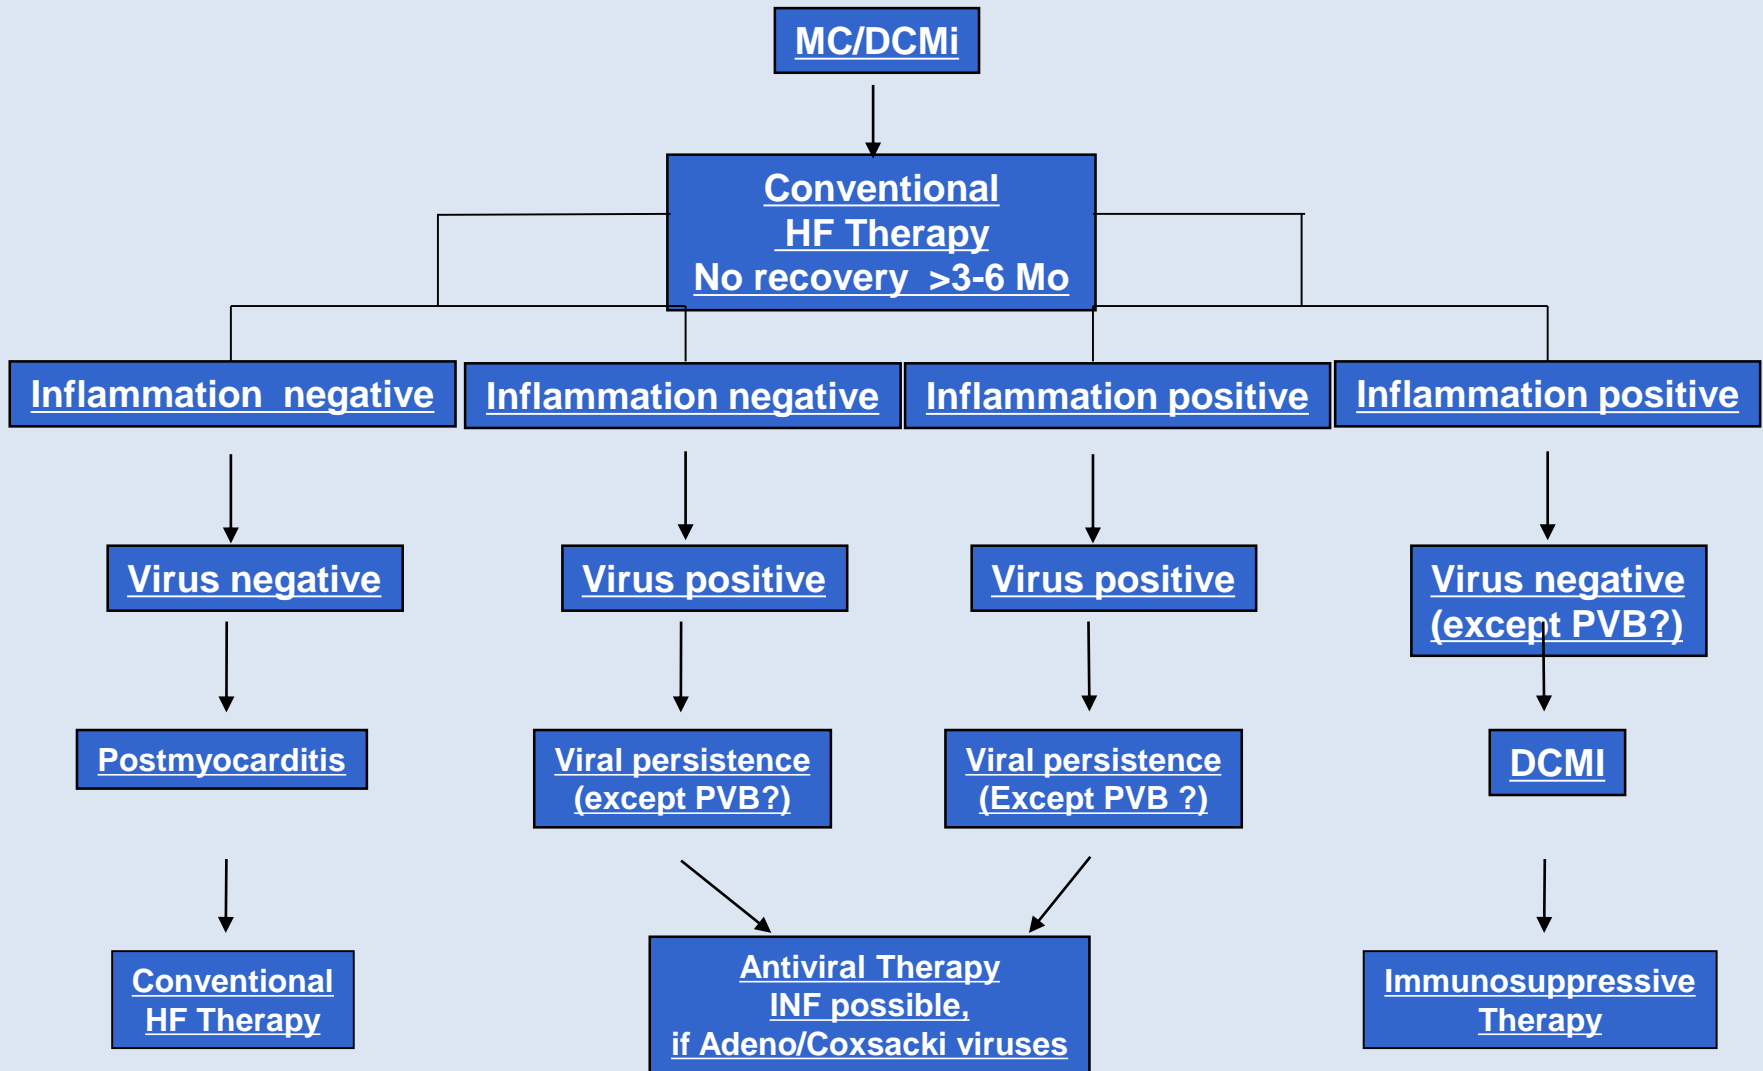 MC/DCMi
Conventional
HF Therapy
No recovery >3-6 Mo
Inflammation negative
Inflammation negative
Inflammation positive
Inflammation positive
Virus negative
Virus positive
Virus positive
Virus negative
(except PVB?)
Postmyocarditis
Viral persistence
(except PVB?)
Viral persistence
(Except PVB ?)
DCMI
Conventional
HF Therapy
Antiviral Therapy
INF possible,
if Adeno/Coxsacki viruses
Immunosuppressive
Therapy